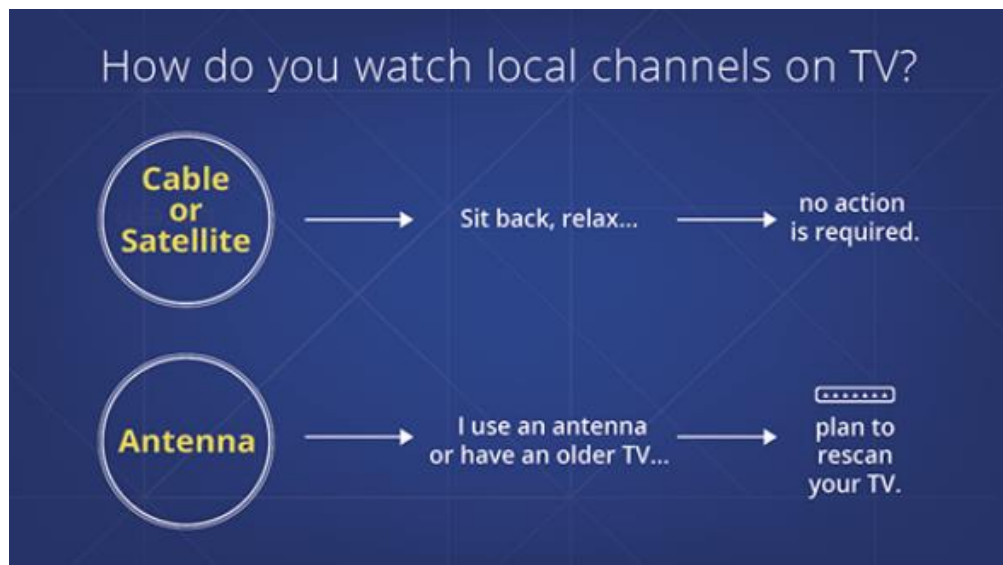 How do you watch local channels on TV?
Cable
or
Satellite
Sit back, relax...
no action
is required.
Antenna
I use an antenna
or have an older TV...
plan to
rescan
your TV.